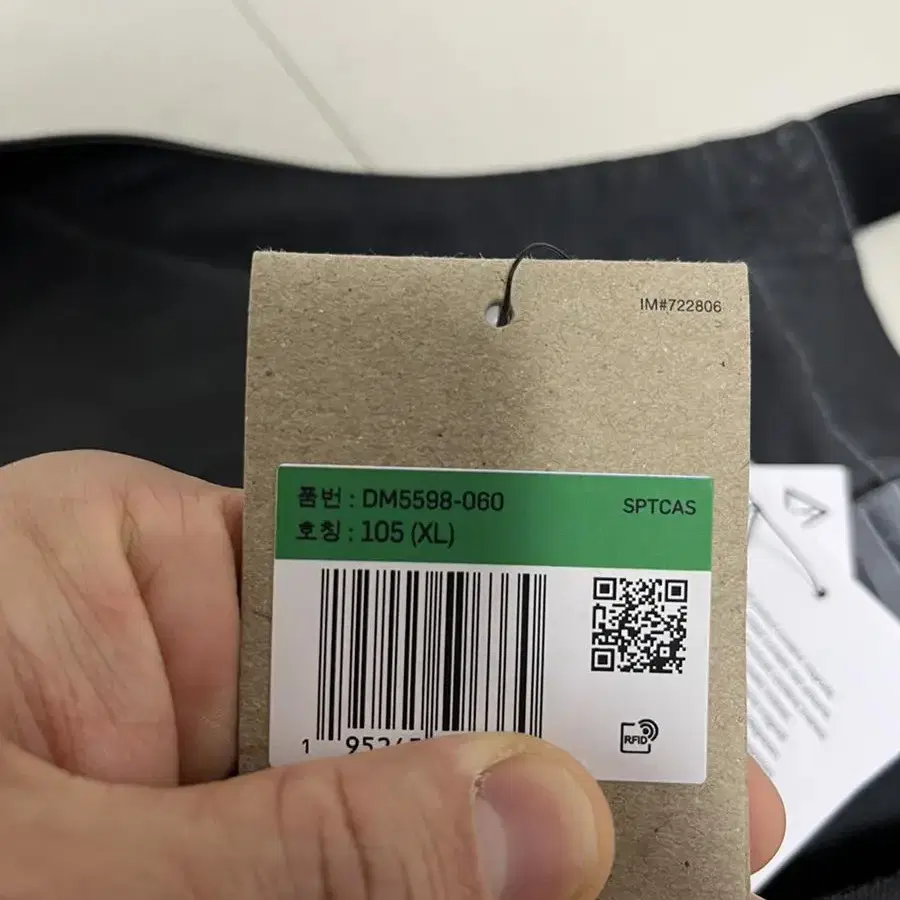 IM#722806
품번 : DM5598-060
SPTCAS
호칭 : 105 (XL)
1
RFID